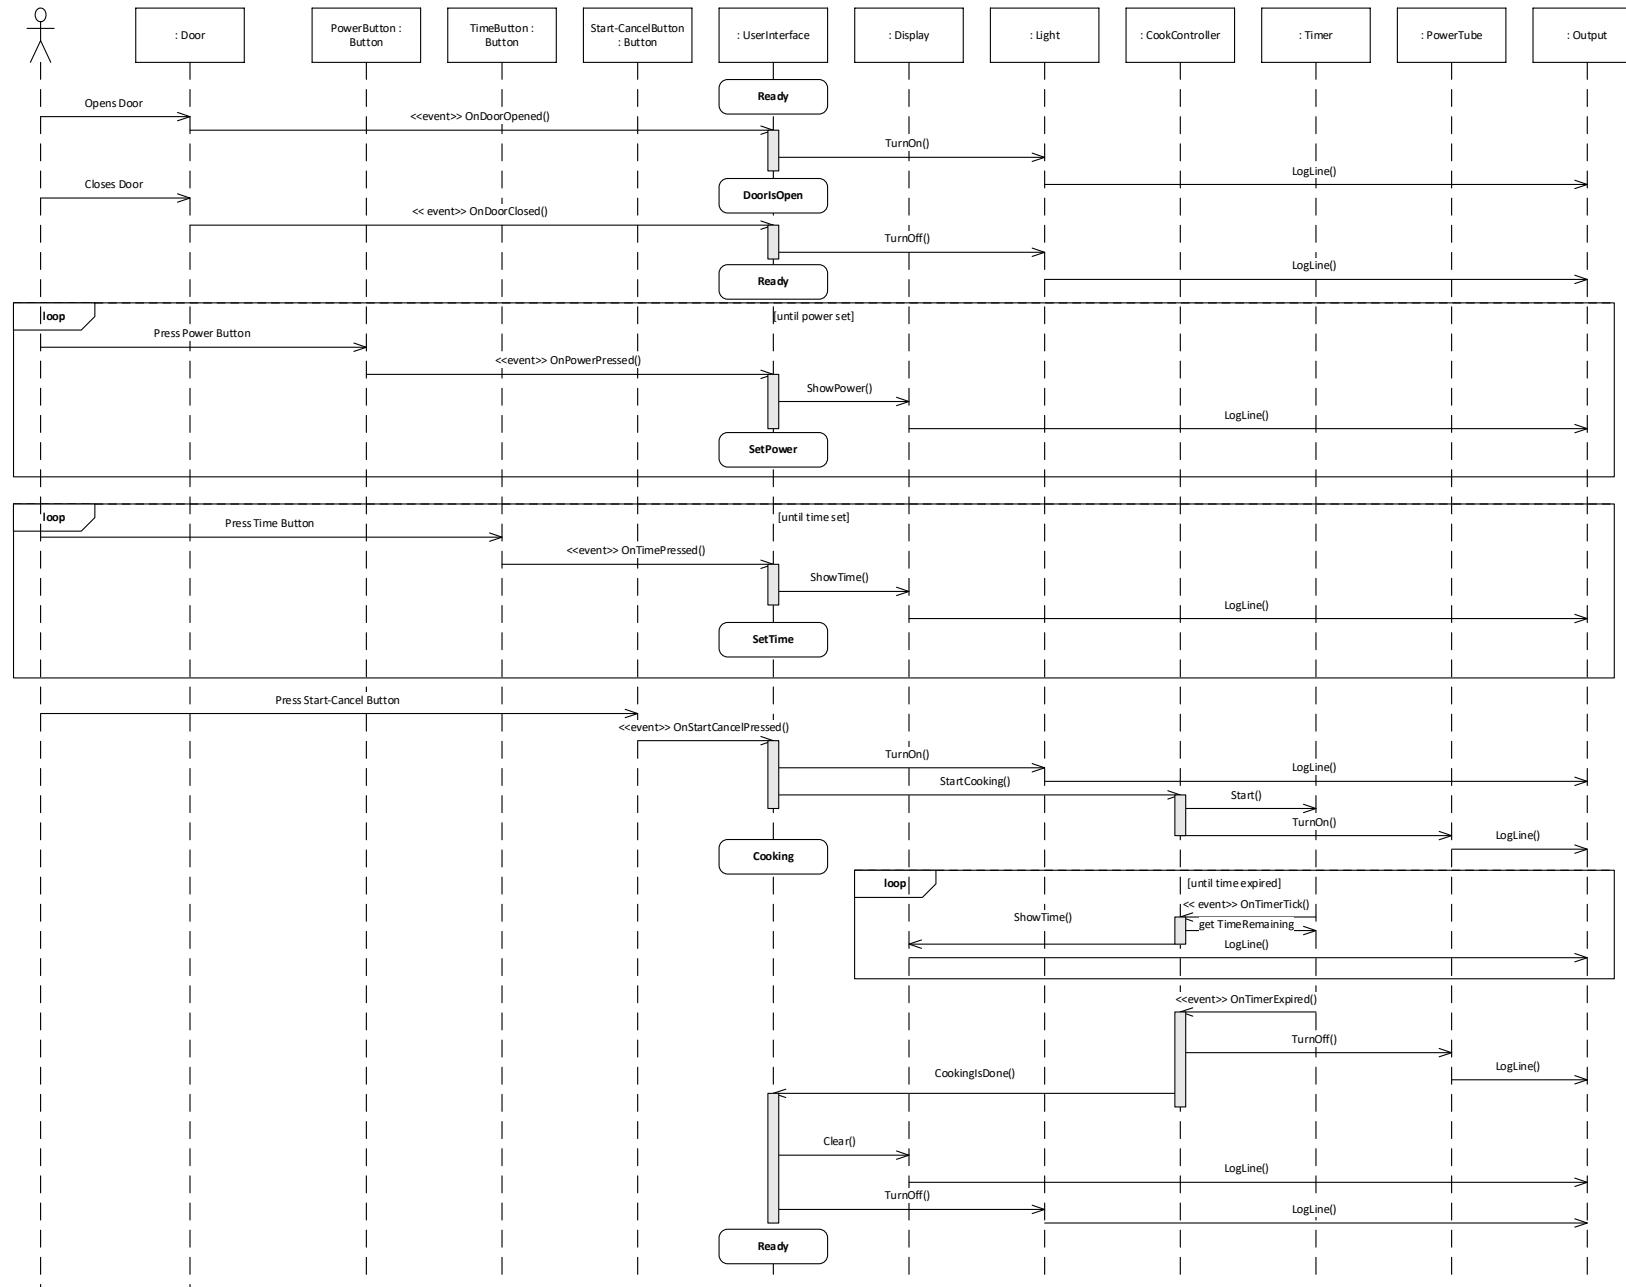 : Door
PowerButton :
Button
TimeButton :
Button
Start-CancelButton
: Button
: UserInterface
: Display
: Light
: CookController
: Timer
: PowerTube
: Output
Ready
Opens Door
<<event>> OnDoorOpened()
TurnOn()
LogLine()
Closes Door
DoorIsOpen
<< event>> OnDoorClosed()
TurnOff()
LogLine()
Ready
loop
[until power set]
Press Power Button
<<event>> OnPowerPressed()
ShowPower()
LogLine()
SetPower
loop
[until time set]
Press Time Button
<<event>> OnTimePressed()
ShowTime()
LogLine()
SetTime
Press Start-Cancel Button
<<event>> OnStartCancelPressed()
TurnOn()
LogLine()
StartCooking()
Start()
TurnOn()
LogLine()
Cooking
loop
[until time expired]
<< event>> OnTimerTick()
ShowTime()
get TimeRemaining
LogLine()
<<event>> OnTimerExpired()
TurnOff()
LogLine()
CookingIsDone()
Clear()
LogLine()
TurnOff()
LogLine()
Ready